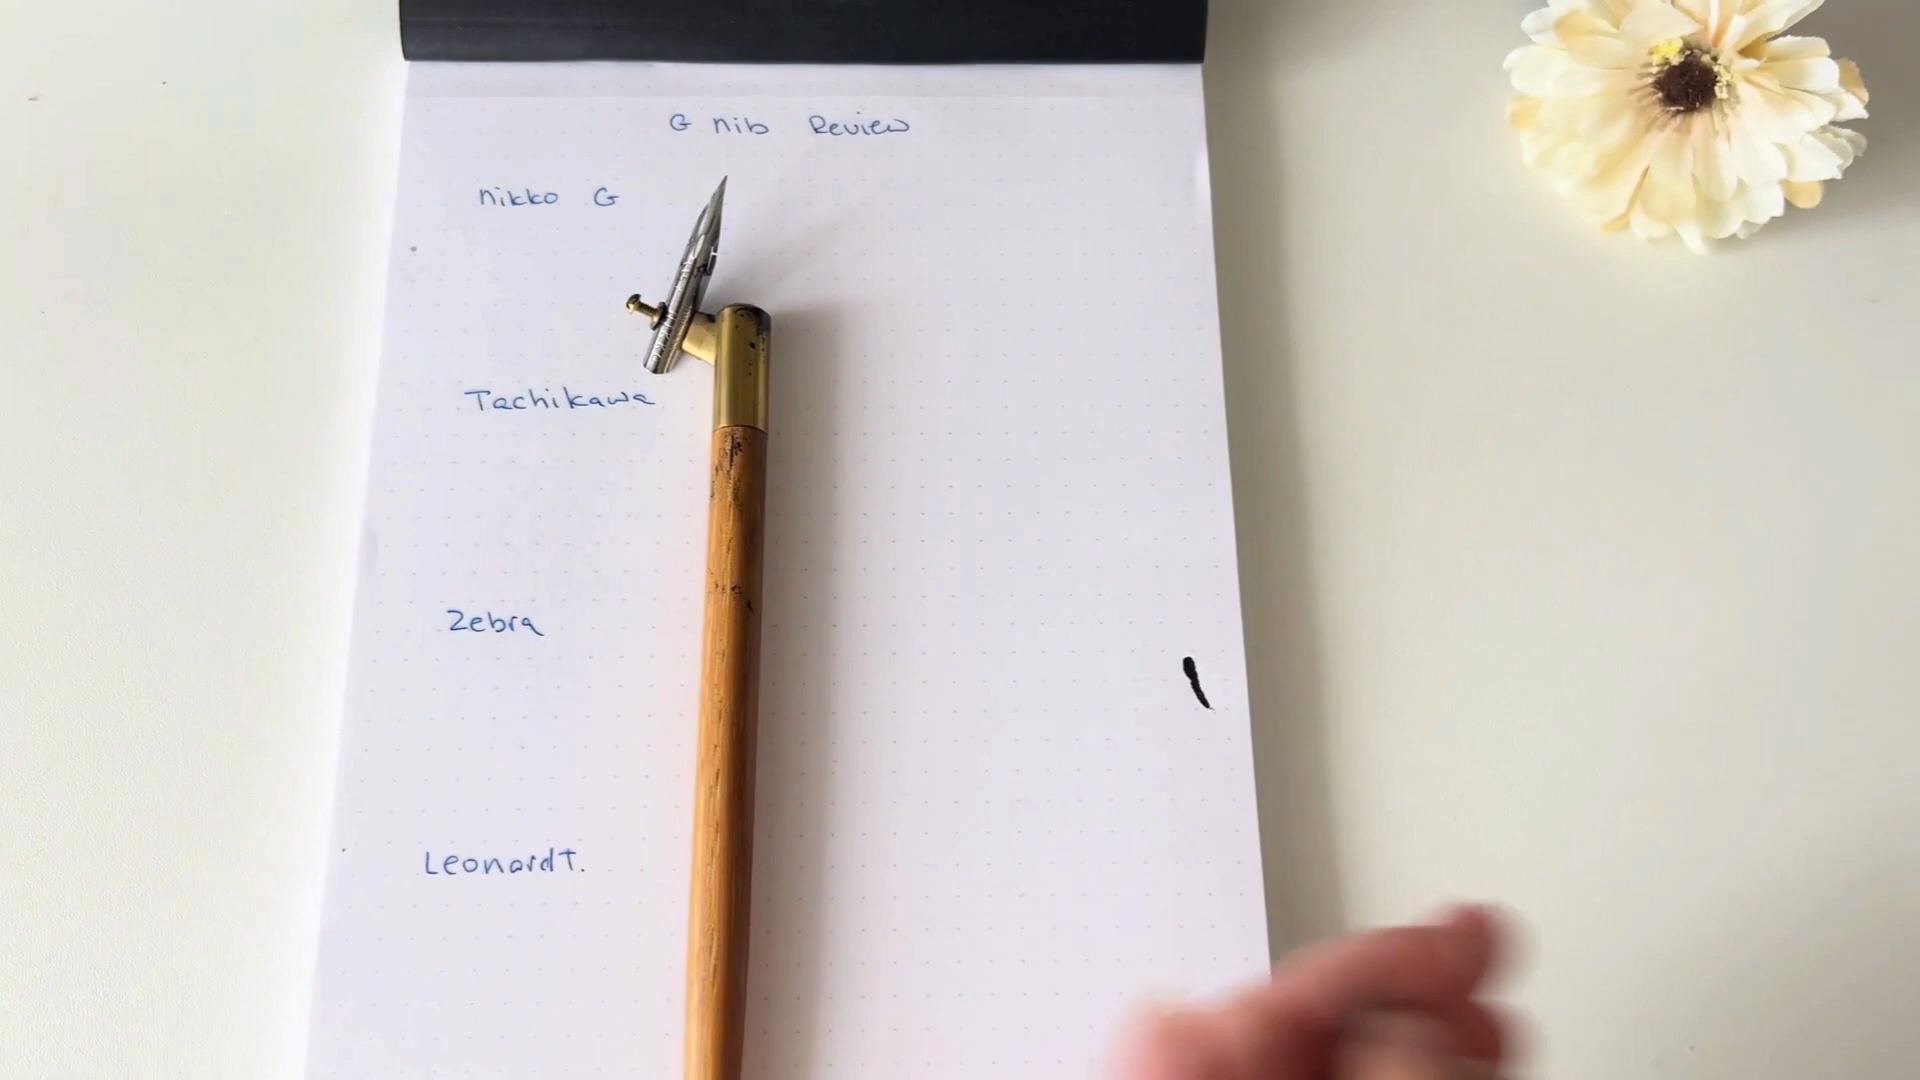 G nib Review
nikko G
Tachikawa
Zebra
Leonardt.